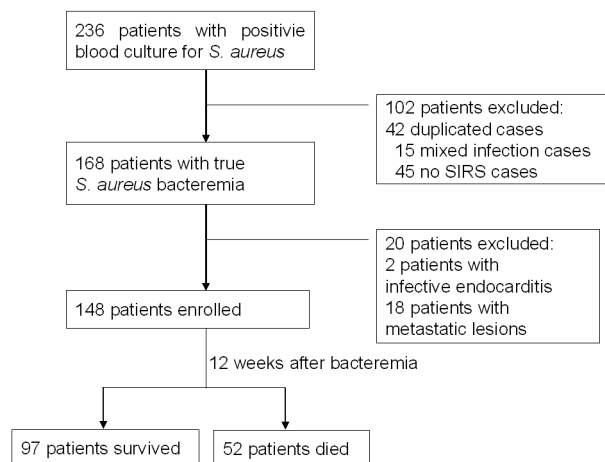 236 patients with positivie
blood culture for S. aureus
102 patients excluded:
42 duplicated cases
15 mixed infection cases
45 no SIRS cases
168 patients with true
S. aureus bacteremia
20 patients excluded:
2 patients with
infective endocarditis
18 patients with
metastatic lesions
148 patients enrolled
12 weeks after bacteremia
97 patients survived
52 patients died